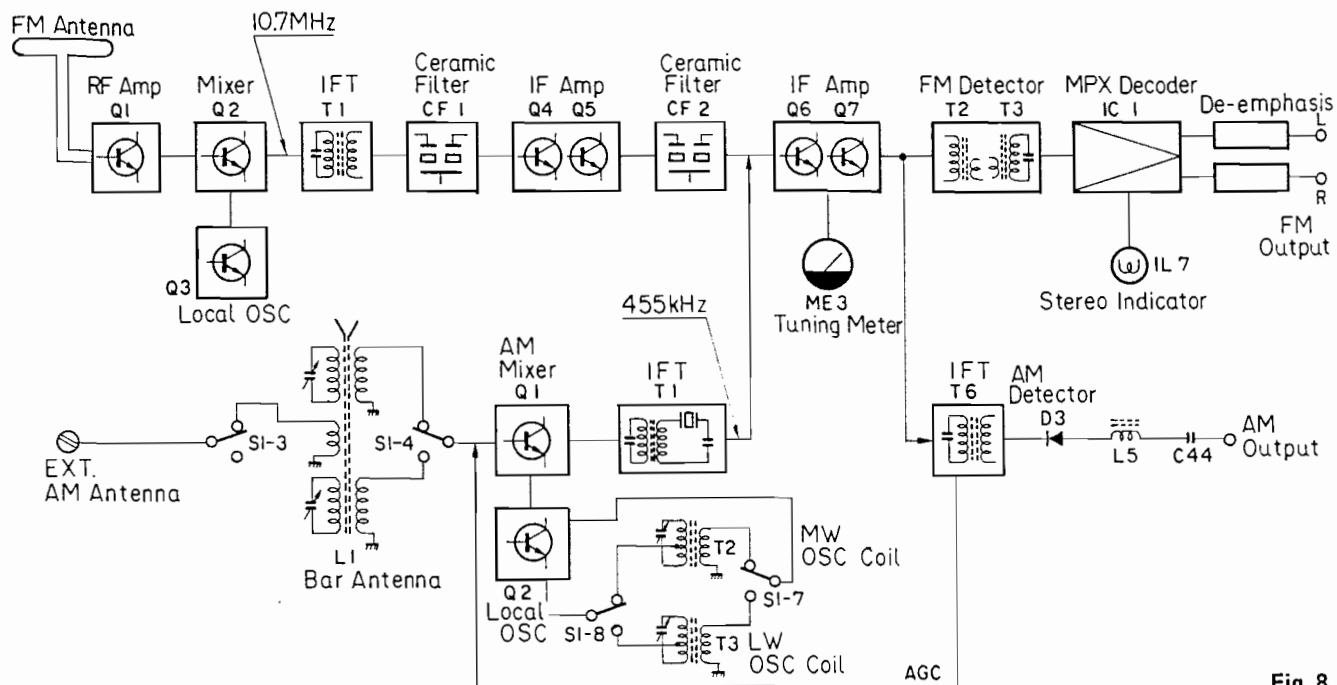 FM Antenna
10.7MHz
RF Amp
Q1
Mixer
Q2
IFT
T1
Ceramic
Filter
CF 1
IF Amp
Q4 Q5
Ceramic
Filter
CF 2
IF Amp
Q6 Q7
FM Detector
T2 T3
MPX Decoder
IC 1
De-emphasis
L
R
FM
Output
Q3
Local OSC
ME3
Tuning Meter
IL 7
Stereo Indicator
455kHz
AM
Mixer
Q1
IFT
T1
IFT
T6
AM
Detector
D3
L5
C44
AM
Output
EXT.
AM Antenna
S1-3
S1-4
L1
Bar Antenna
Q2
Local
OSC
S1-8
T2
MW
OSC Coil
S1-7
T3
LW
OSC Coil
AGC
Fig. 8